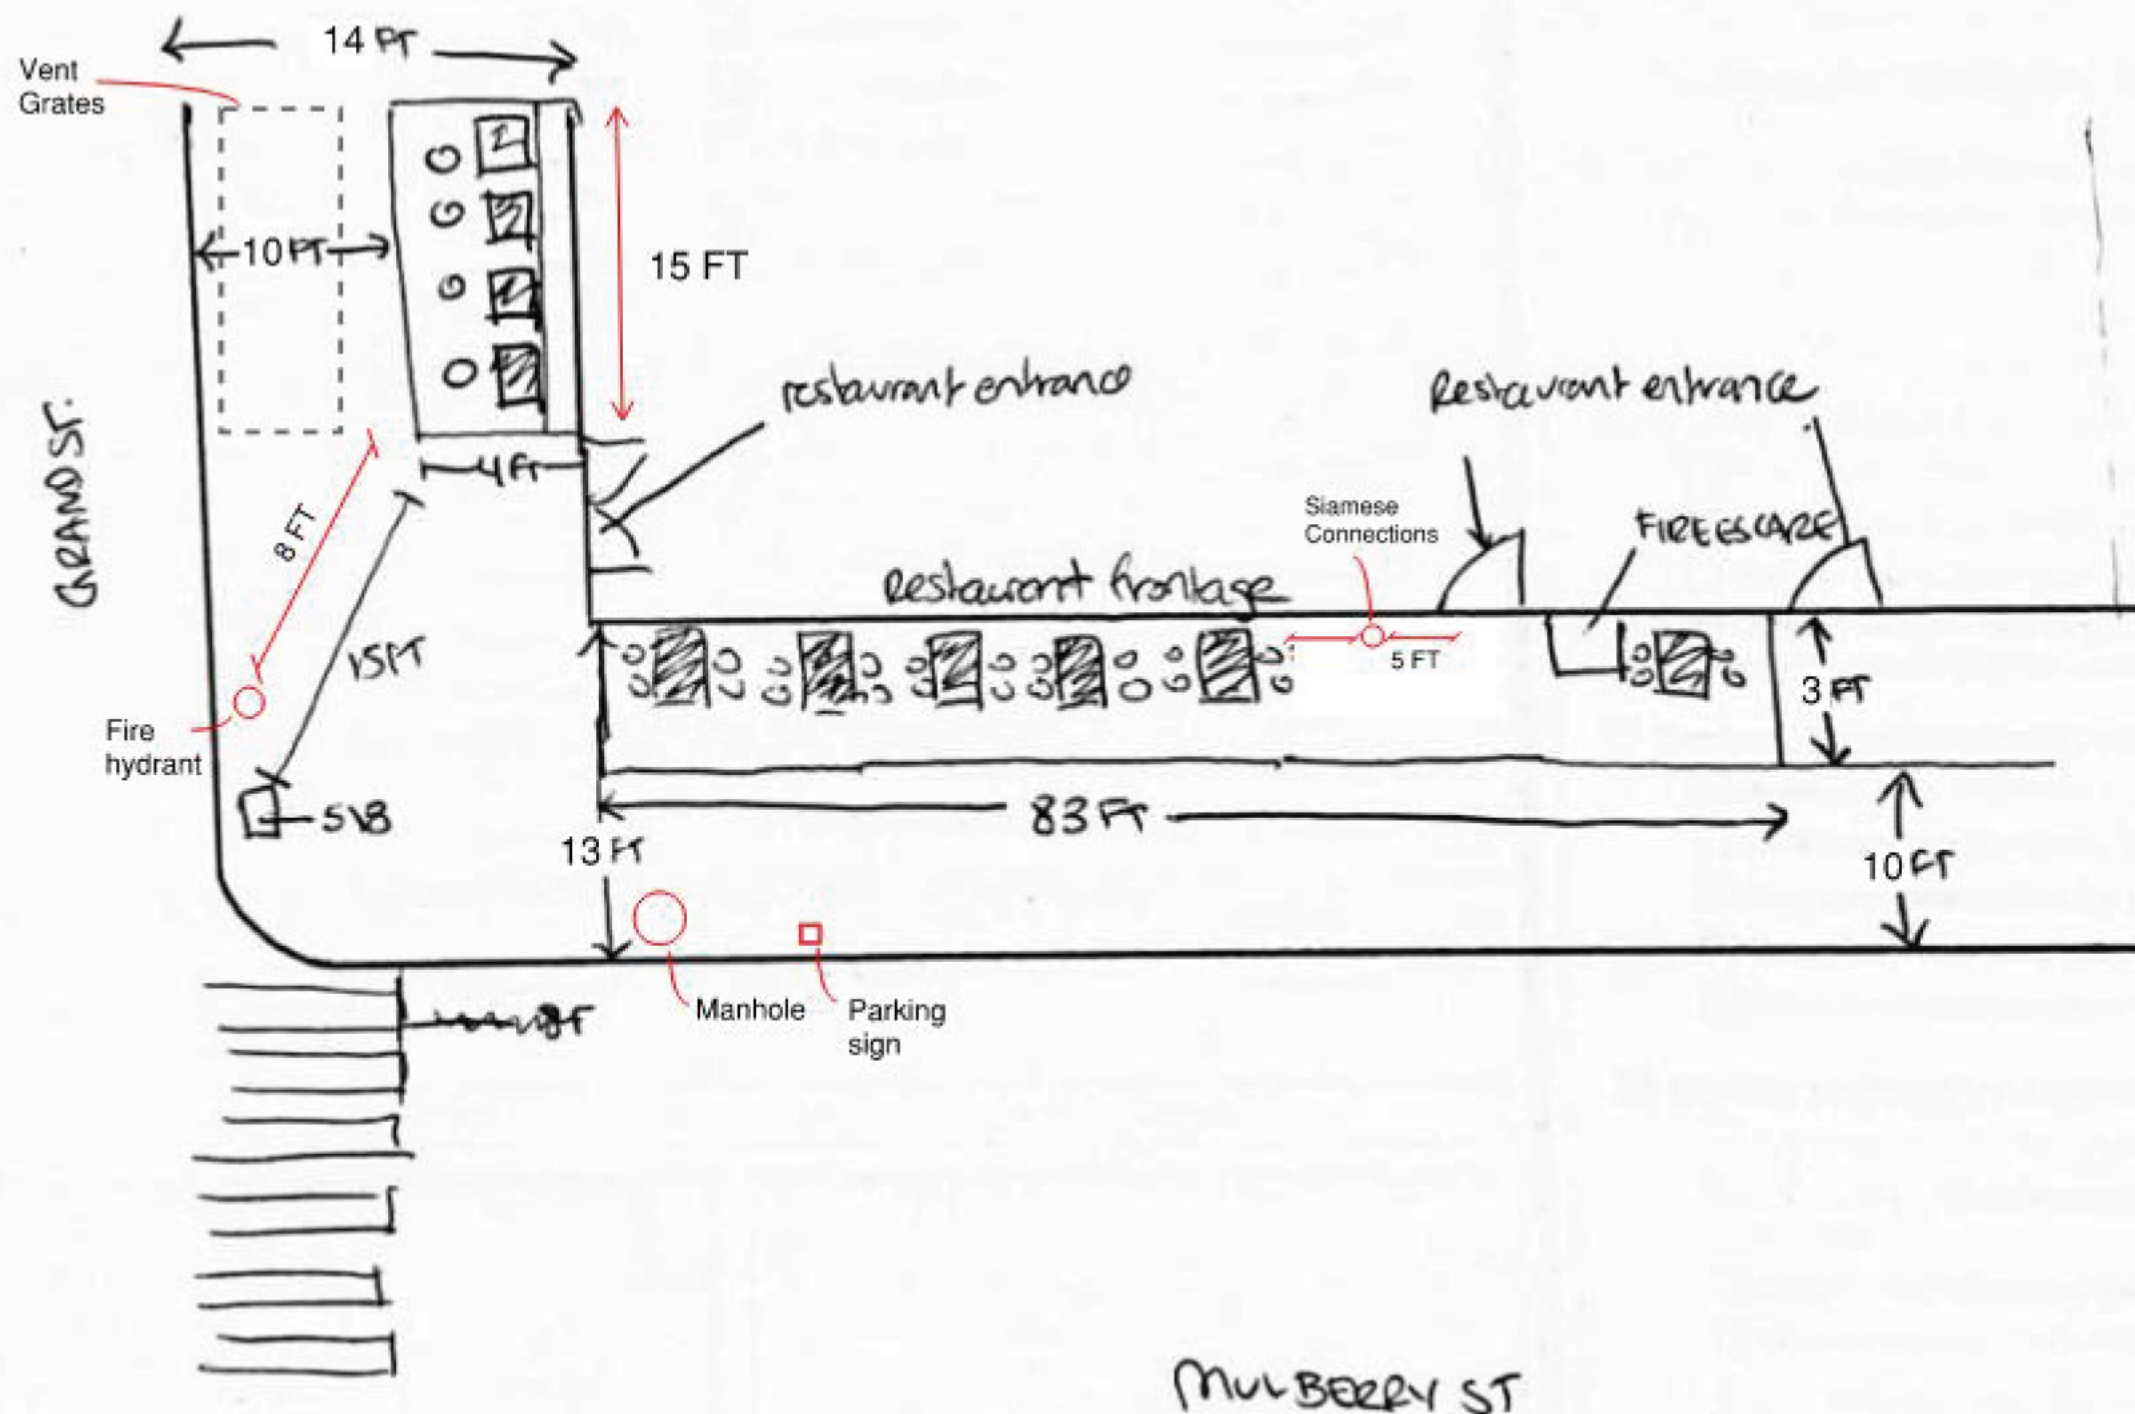 14 FT
Vent
Grates
10 FT
15 FT
4 FT
GRAND ST.
8 FT
15 FT
restaurant entrance
Restaurant entrance
Siamese
Connections
FIRE ESCAPE
Restaurant frontage
5 FT
3 FT
Fire
hydrant
83 FT
13 FT
10 FT
Manhole
Parking
sign
MULBERRY ST